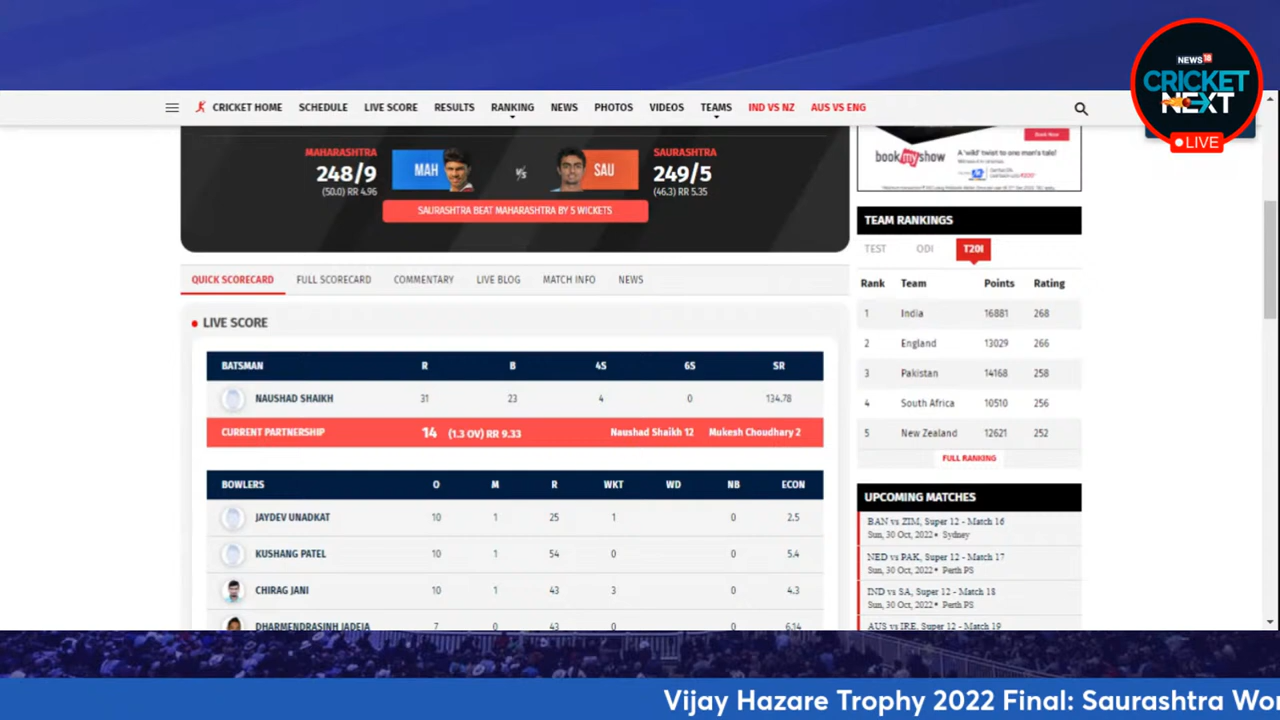 NEWS18
CRICKET
NEXT
LIVE
CRICKET HOME SCHEDULE LIVE SCORE RESULTS RANKING NEWS PHOTOS VIDEOS TEAMS IND VS NZ AUS VS ENG
MAHARASHTRA
248/9
(50.0) RR 4.96
MAH
VS
SAU
SAURASHTRA
249/5
(46.3) RR 5.35
SAURASHTRA BEAT MAHARASHTRA BY 5 WICKETS
Book Now
bookmyshow
A 'wild' twist to one man's tale!
QUICK SCORECARD FULL SCORECARD COMMENTARY LIVE BLOG MATCH INFO NEWS
LIVE SCORE
BATSMAN R B 4S 6S SR
NAUSHAD SHAIKH 31 23 4 0 134.78
CURRENT PARTNERSHIP 14 (1.3 OV) RR 9.33 Naushad Shaikh 12 Mukesh Choudhary 2
BOWLERS O M R WKT WD NB ECON
JAYDEV UNADKAT 10 1 25 1 0 2.5
KUSHANG PATEL 10 1 54 0 0 5.4
CHIRAG JANI 10 1 43 3 0 4.3
DHARMENDRASINH JADEJA 7 0 43 0 0 6.14
TEAM RANKINGS
TEST ODI T20I
Rank Team Points Rating
1 India 16881 268
2 England 13029 266
3 Pakistan 14168 258
4 South Africa 10510 256
5 New Zealand 12621 252
FULL RANKING
UPCOMING MATCHES
BAN vs ZIM, Super 12 - Match 16
Sun, 30 Oct, 2022 • Sydney
NED vs PAK, Super 12 - Match 17
Sun, 30 Oct, 2022 • Perth PS
IND vs SA, Super 12 - Match 18
Sun, 30 Oct, 2022 • Perth PS
AUS vs IRE, Super 12 - Match 19
Vijay Hazare Trophy 2022 Final: Saurashtra Wo